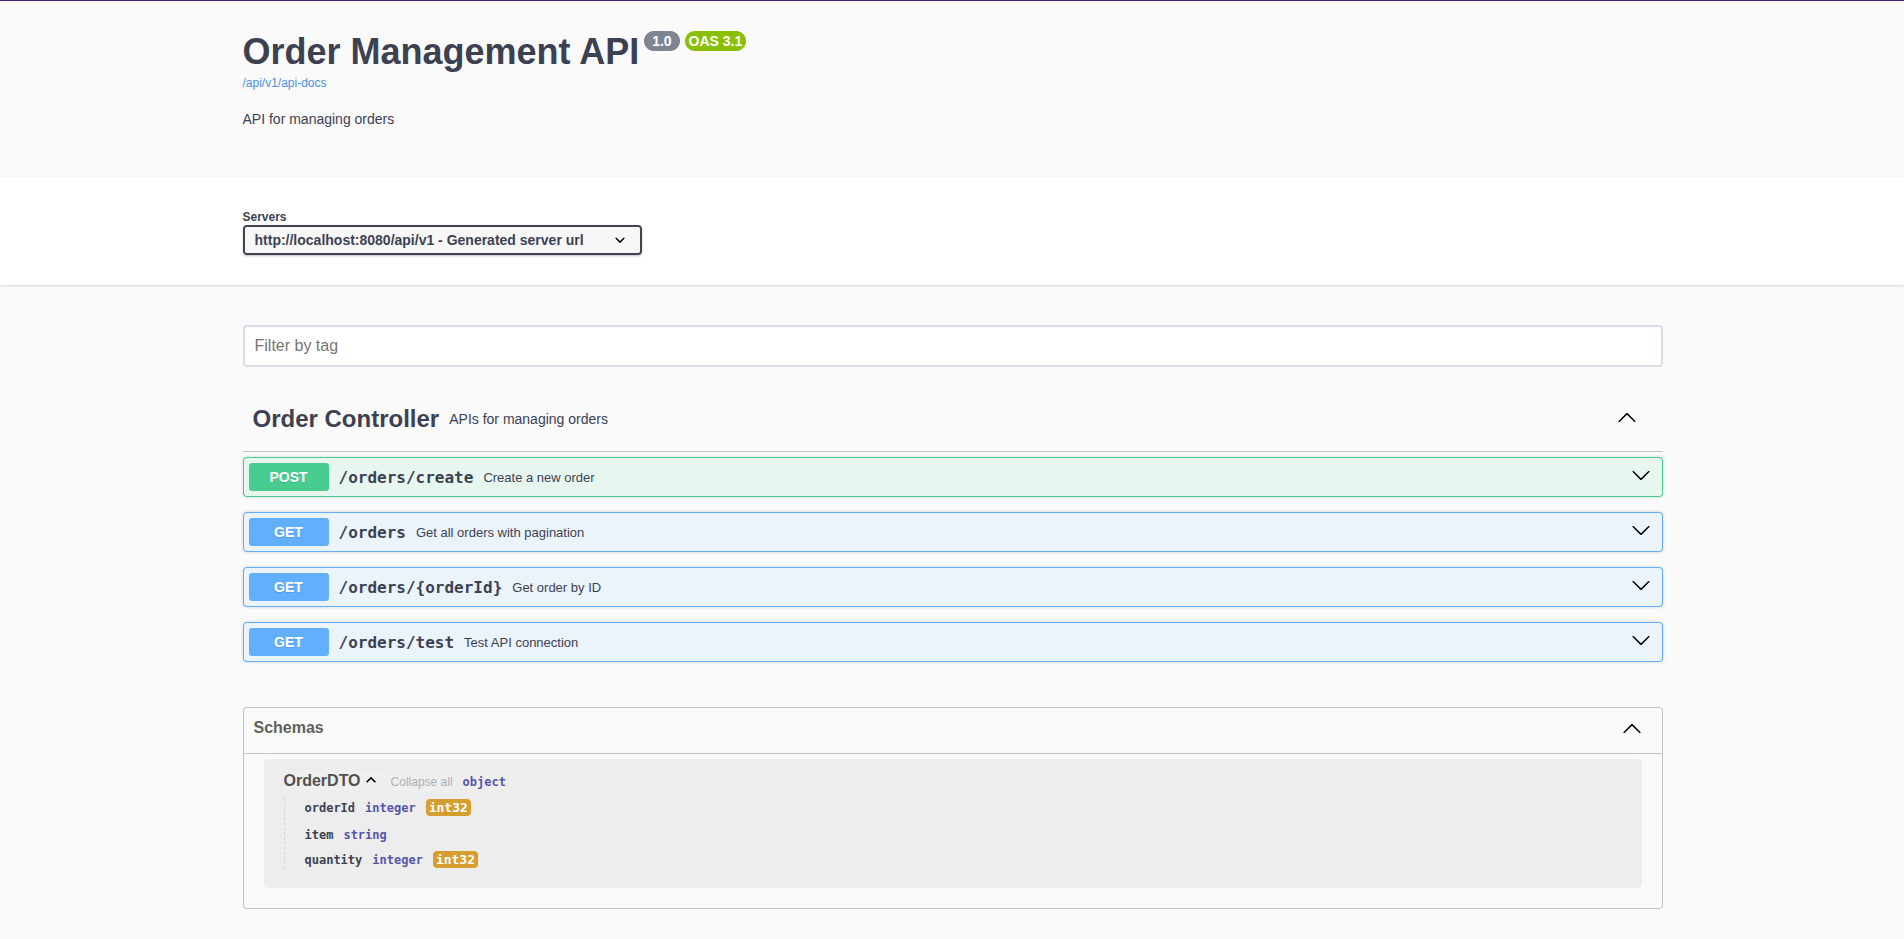 Order Management API 1.0 OAS 3.1
/api/v1/api-docs
API for managing orders
Servers
http://localhost:8080/api/v1 - Generated server url
Filter by tag
Order Controller APIs for managing orders
POST /orders/create Create a new order
GET /orders Get all orders with pagination
GET /orders/{orderId} Get order by ID
GET /orders/test Test API connection
Schemas
OrderDTO Collapse all object
orderId integer int32
item string
quantity integer int32